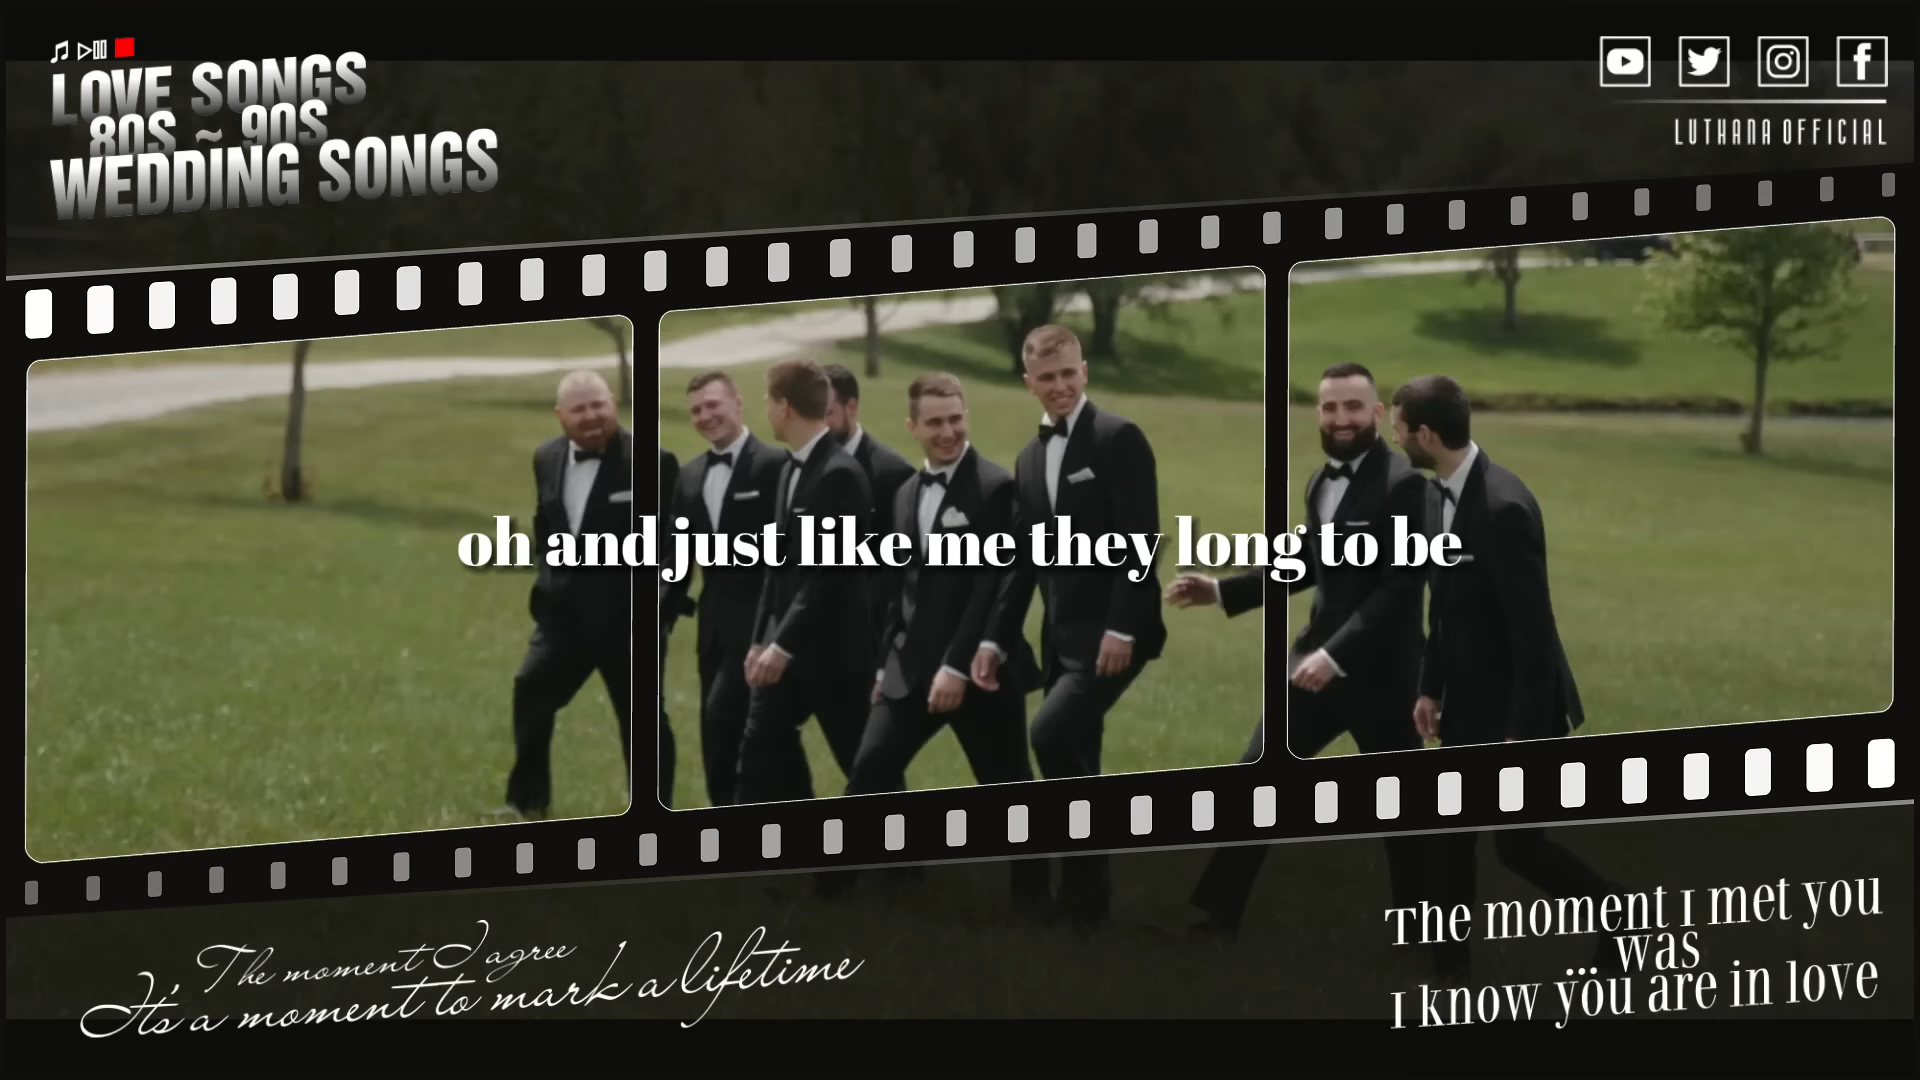 LOVE SONGS
80S ~ 90S
WEDDING SONGS
LUTHANA OFFICIAL
oh and just like me they long to be
The moment I agree
It's a moment to mark a lifetime
The moment I met you
was
I know you are in love